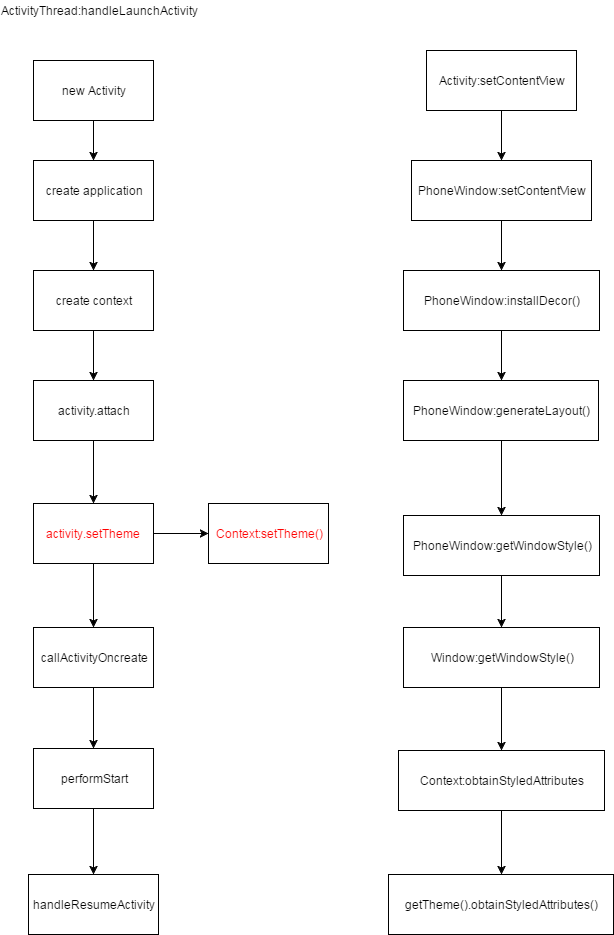 ActivityThread:handleLaunchActivity
new Activity
create application
create context
activity.attach
activity.setTheme
Context:setTheme()
callActivityOncreate
performStart
handleResumeActivity
Activity:setContentView
PhoneWindow:setContentView
PhoneWindow:installDecor()
PhoneWindow:generateLayout()
PhoneWindow:getWindowStyle()
Window:getWindowStyle()
Context:obtainStyledAttributes
getTheme().obtainStyledAttributes()